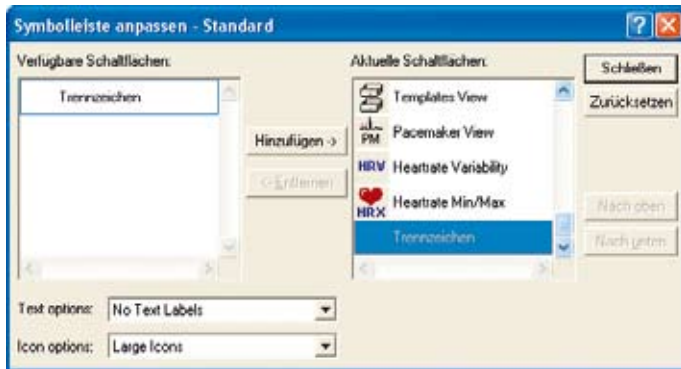 Symbolleiste anpassen - Standard
Verfügbare Schaltflächen:
Trennzeichen
Hinzufügen ->
<- Entfernen
Aktuelle Schaltflächen:
Templates View
PM Pacemaker View
HRV Heartrate Variability
HRX Heartrate Min/Max
Trennzeichen
Schließen
Zurücksetzen
Nach oben
Nach unten
Text options: No Text Labels
Icon options: Large Icons